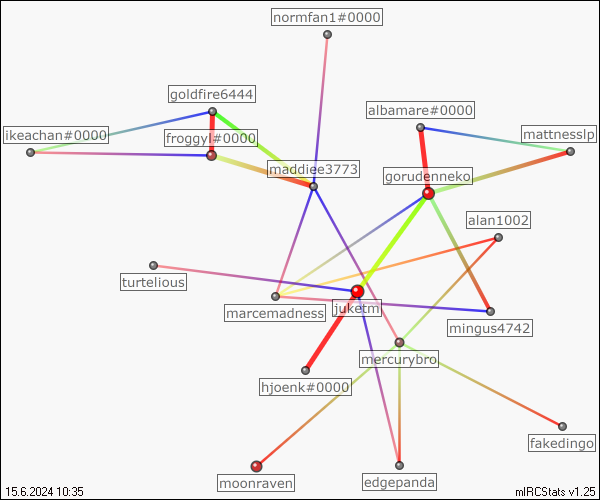 normfan1#0000
goldfire6444
albamare#0000
ikeachan#0000
froggyl#0000
mattnesslp
maddiee3773
gorudenneko
alan1002
turtelious
marcemadness
juketm
mingus4742
mercurybro
hjoenk#0000
fakedingo
moonraven
edgepanda
15.6.2024 10:35
mIRCStats v1.25